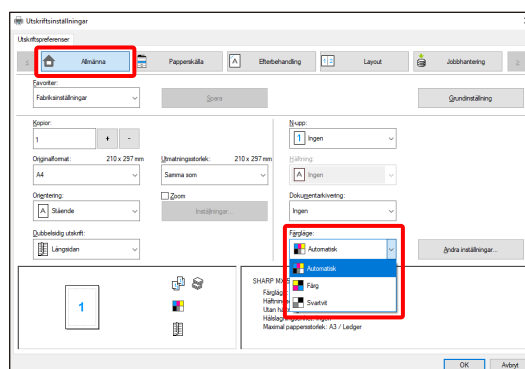 Utskriftsinställningar
Utskriftspreferenser
Allmänna
Papperskälla
Efterbehandling
Layout
Jobbhantering
Favoriter:
Fabriksinställningar
Spara
Grundinställning
Kopior:
1
+ -
N-upp:
1 Ingen
Originalformat: 210 x 297 mm
A4
Utmatningsstorlek: 210 x 297 mm
Samma som
Häftning:
Ingen
Orientering:
A Stående
Zoom
Inställningar...
Dokumentarkivering:
Ingen
Dubbelsidig utskrift:
Långsidan
Färgläge:
Automatisk
Andra inställningar...
Automatisk
Färg
Svartvit
1
SHARP MX
Färgläg
Häftning
Utan hå
Maximal pappersstorlek: A3 / Ledger
OK
Avbryt